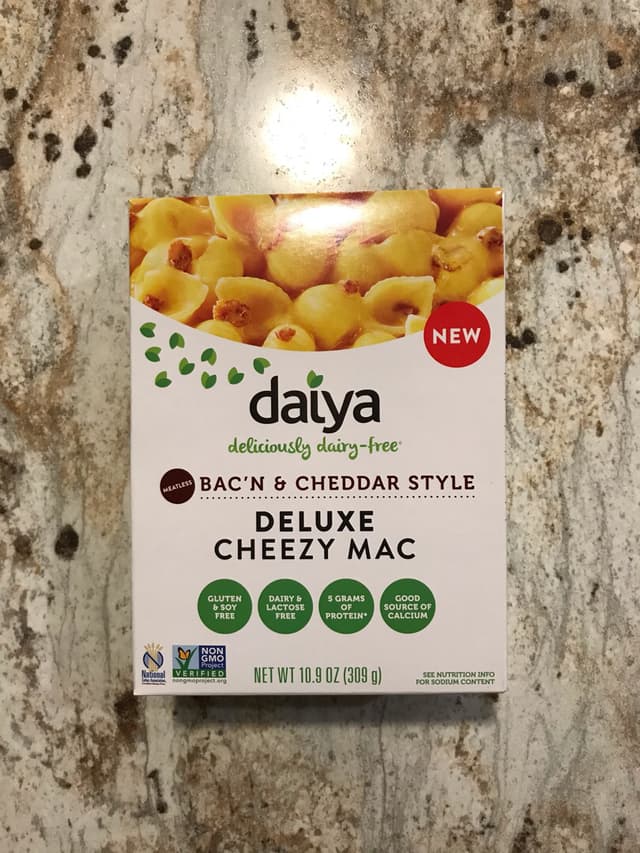 NEW
daiya
deliciously dairy-free
MEATLESS BAC'N & CHEDDAR STYLE
DELUXE
CHEEZY MAC
GLUTEN
& SOY
FREE
DAIRY &
LACTOSE
FREE
5 GRAMS
OF
PROTEIN*
GOOD
SOURCE OF
CALCIUM
National
NON
GMO
Project
VERIFIED
nongmoproject.org
NET WT 10.9 OZ (309 g)
SEE NUTRITION INFO
FOR SODIUM CONTENT